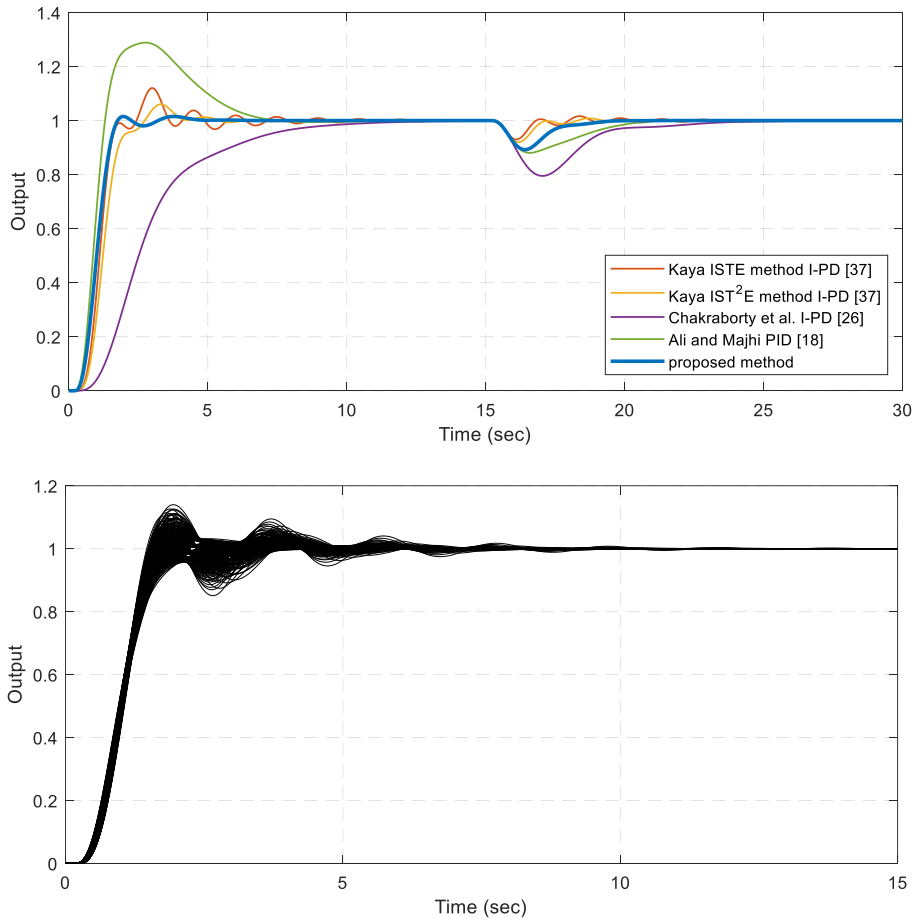 1.4
1.2
1
0.8
0.6
0.4
0.2
0
Output
Kaya ISTE method I-PD [37]
Kaya IST²E method I-PD [37]
Chakraborty et al. I-PD [26]
Ali and Majhi PID [18]
proposed method
0 5 10 15 20 25 30
Time (sec)
1.2
1
0.8
0.6
0.4
0.2
0
Output
0 5 10 15
Time (sec)